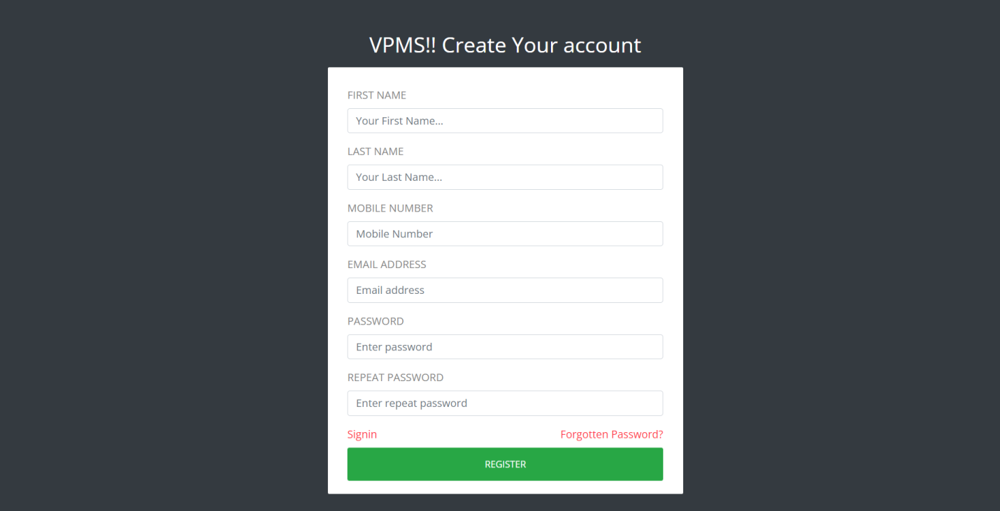 VPMS!! Create Your account
FIRST NAME
Your First Name...
LAST NAME
Your Last Name...
MOBILE NUMBER
Mobile Number
EMAIL ADDRESS
Email address
PASSWORD
Enter password
REPEAT PASSWORD
Enter repeat password
Signin Forgotten Password?
REGISTER